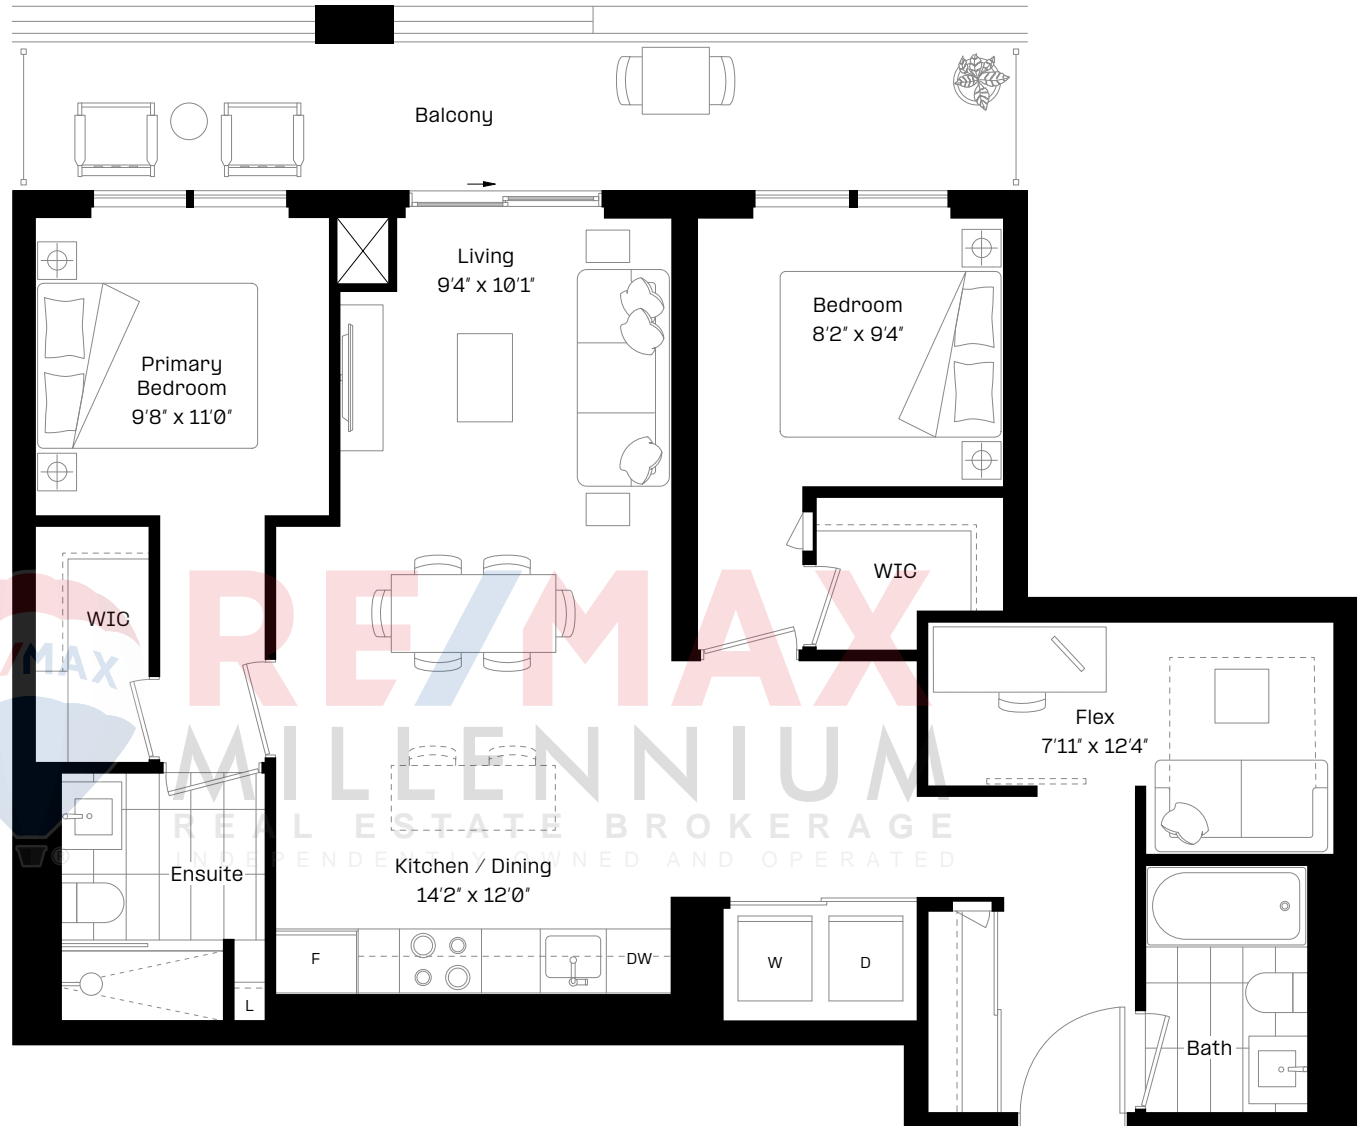 Balcony
Living
9'4" x 10'1"
Bedroom
8'2" x 9'4"
Primary
Bedroom
9'8" x 11'0"
WIC
WIC
RE/MAX
/MAX
MILLENNIUM
REAL ESTATE BROKERAGE
INDEPENDENTLY OWNED AND OPERATED
©
Flex
7'11" x 12'4"
Ensuite
Kitchen / Dining
14'2" x 12'0"
F
DW
W
D
L
Bath